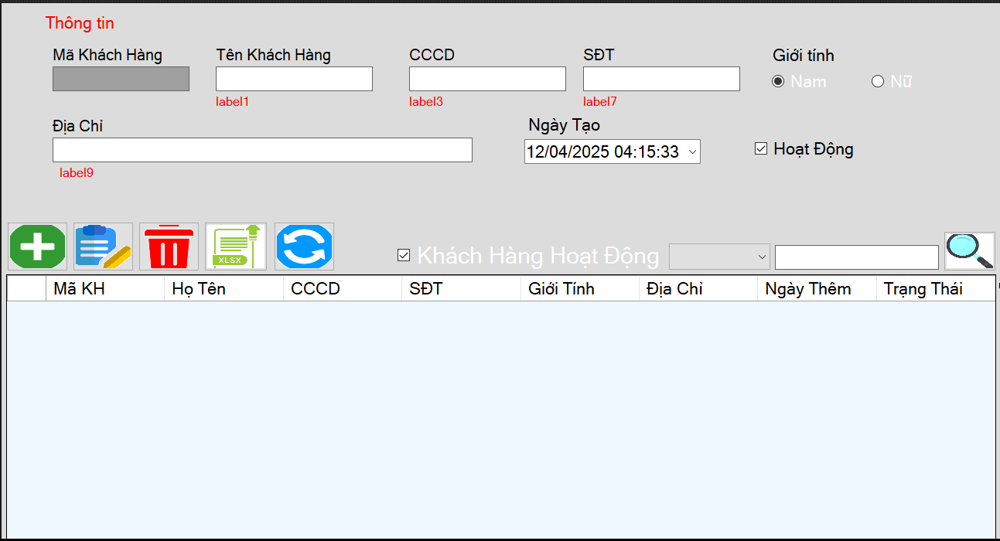 Thông tin
Mã Khách Hàng Tên Khách Hàng CCCD SĐT Giới tính
Nam Nữ
label1 label3 label7
Địa Chỉ Ngày Tạo
12/04/2025 04:15:33 Hoạt Động
label9
XLSX
Khách Hàng Hoạt Động
Mã KH Họ Tên CCCD SĐT Giới Tính Địa Chỉ Ngày Thêm Trạng Thái